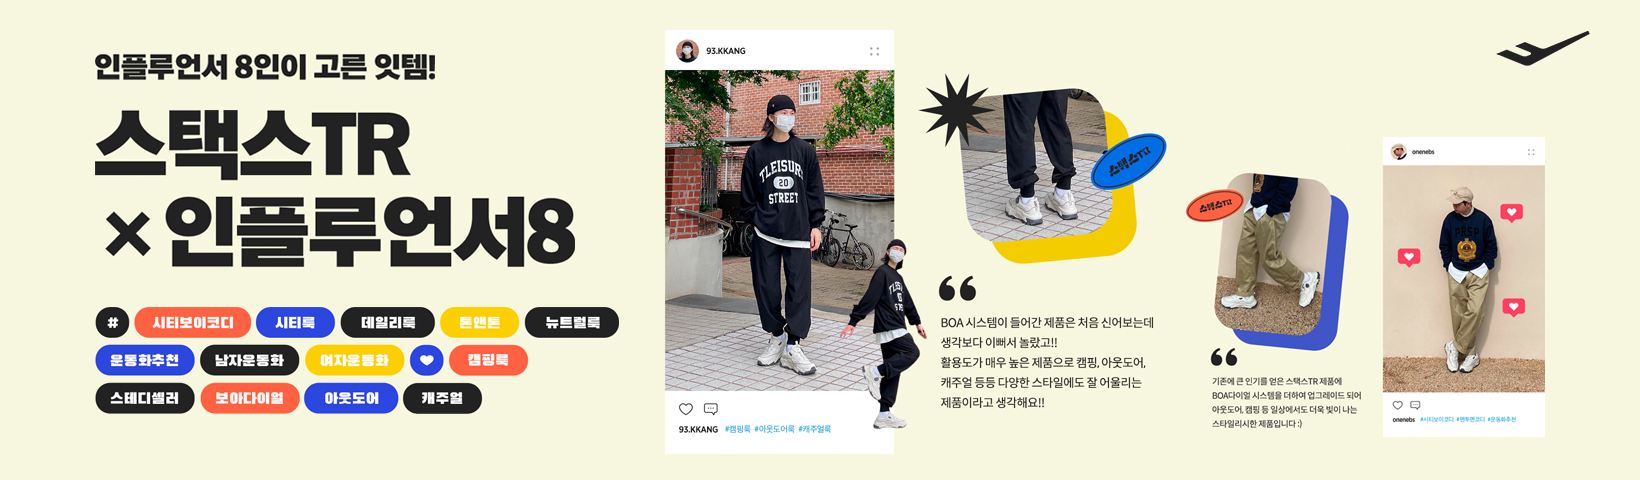 인플루언서 8인이 고른 잇템!
스택스TR
×인플루언서8
# 시티보이코디 시티룩 데일리룩 톤앤톤 뉴트럴룩
운동화추천 남자운동화 여자운동화 캠핑룩
스테디셀러 보아다이얼 아웃도어 캐주얼
93.KKANG
TLEISURE
20
STREET
93.KKANG #캠핑룩 #아웃도어룩 #캐주얼룩
스택스TR
“
BOA 시스템이 들어간 제품은 처음 신어보는데
생각보다 이뻐서 놀랐고!!
활용도가 매우 높은 제품으로 캠핑, 아웃도어,
캐주얼 등등 다양한 스타일에도 잘 어울리는
제품이라고 생각해요!!
스택스TR
“
기존에 큰 인기를 얻은 스택스TR 제품에
BOA다이얼 시스템을 더하여 업그레이드 되어
아웃도어, 캠핑 등 일상에서도 더욱 빛이 나는
스타일리시한 제품입니다 :)
onenebs
PRSP
onenebs #시티보이코디 #맨투맨코디 #운동화추천